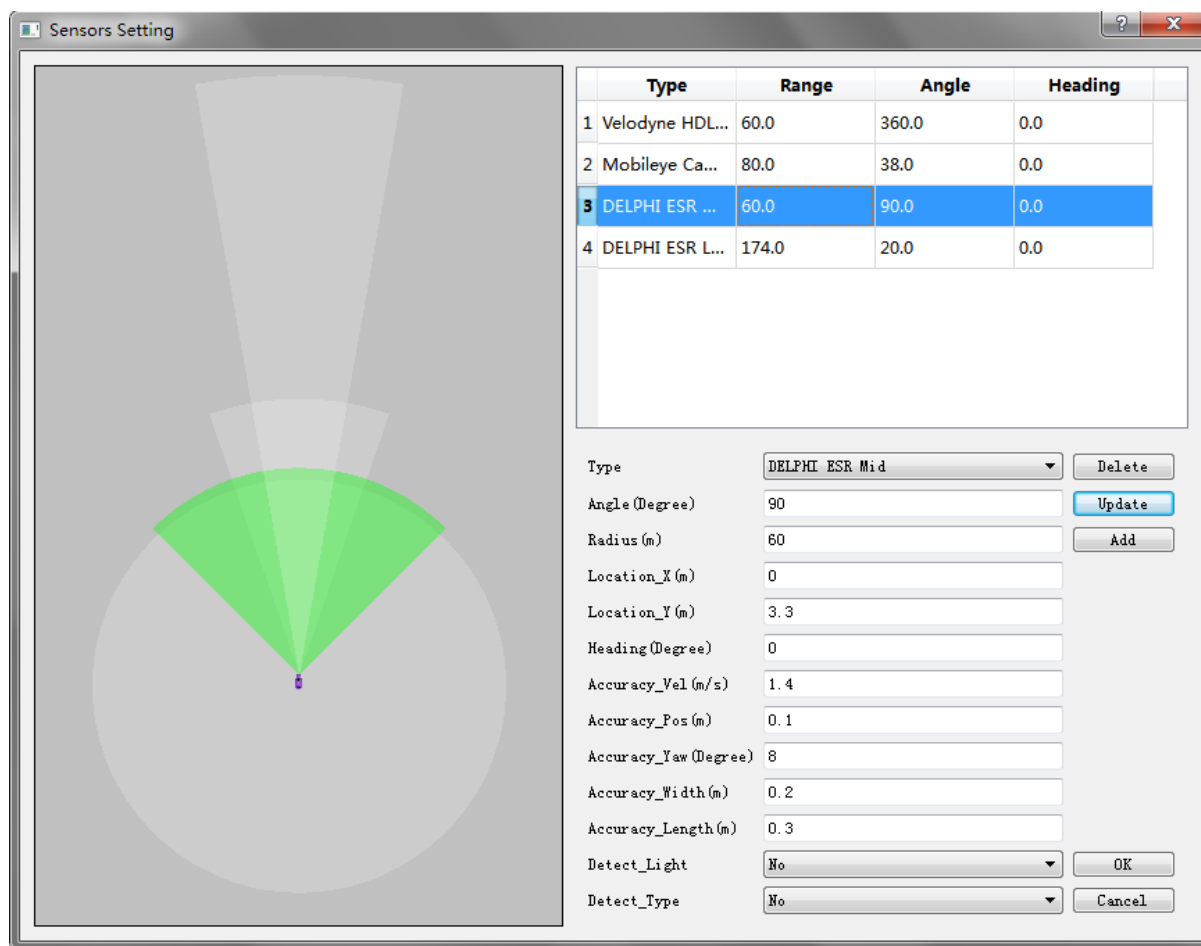 Sensors Setting
?
Type Range Angle Heading
1 Velodyne HDL... 60.0 360.0 0.0
2 Mobileye Ca... 80.0 38.0 0.0
3 DELPHI ESR ... 60.0 90.0 0.0
4 DELPHI ESR L... 174.0 20.0 0.0
Type DELPHI ESR Mid Delete
Angle(Degree) 90 Update
Radius(m) 60 Add
Location_X(m) 0
Location_Y(m) 3.3
Heading(Degree) 0
Accuracy_Vel(m/s) 1.4
Accuracy_Pos(m) 0.1
Accuracy_Yaw(Degree) 8
Accuracy_Width(m) 0.2
Accuracy_Length(m) 0.3
Detect_Light No OK
Detect_Type No Cancel